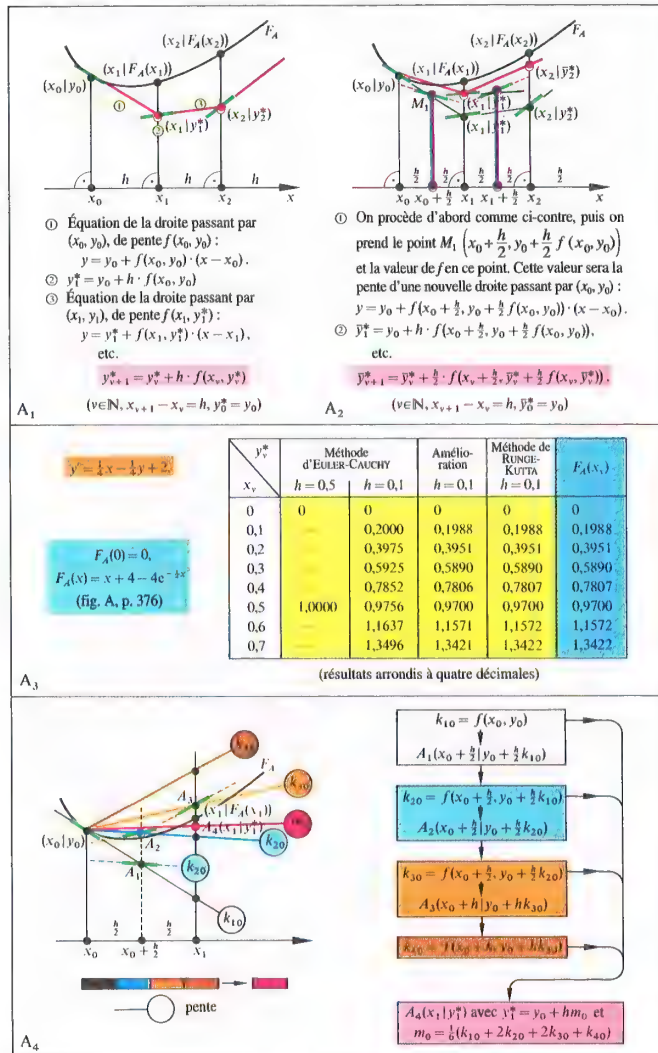 (x₂|F_A(x₂))
F_A
(x₁|F_A(x₁))
(x₀|y₀)
①
③
②
(x₁|y₁*)
(x₂|y₂*)
h
h
h
x₀
x₁
x₂
x
① Équation de la droite passant par
(x₀, y₀), de pente f(x₀, y₀) :
y = y₀ + f(x₀, y₀) · (x − x₀).
② y₁* = y₀ + h · f(x₀, y₀)
③ Équation de la droite passant par
(x₁, y₁), de pente f(x₁, y₁*) :
y = y₁* + f(x₁, y₁*) · (x − x₁),
etc.
y*ᵥ₊₁ = y*ᵥ + h · f(xᵥ, y*ᵥ)
(ν∈ℕ, xᵥ₊₁ − xᵥ = h, y₀* = y₀)
A₁
(x₂|F_A(x₂))
F_A
(x₁|F_A(x₁))
(x₀|y₀)
(x₂|ȳ₂*)
M₁
(x₁|ȳ₁*)
(x₁|y₁*)
h/2
h/2
h/2
h/2
h/2
x₀
x₀ + h/2
x₁
x₁ + h/2
x₂
x
① On procède d'abord comme ci-contre, puis on
prend le point M₁ (x₀ + h/2, y₀ + h/2 f(x₀, y₀))
et la valeur de f en ce point. Cette valeur sera la
pente d'une nouvelle droite passant par (x₀, y₀) :
y = y₀ + f(x₀ + h/2, y₀ + h/2 f(x₀, y₀)) · (x − x₀).
② ȳ₁* = y₀ + h · f(x₀ + h/2, y₀ + h/2 f(x₀, y₀)),
etc.
ȳ*ᵥ₊₁ = ȳ*ᵥ + h/2 · f(xᵥ + h/2, ȳ*ᵥ + h/2 f(xᵥ, ȳ*ᵥ)).
(ν∈ℕ, xᵥ₊₁ − xᵥ = h, ȳ₀* = y₀)
A₂
y' = ¼x − ¼y + 2,
F_A(0) = 0,
F_A(x) = x + 4 − 4e
(fig. A, p. 376)
y*ᵥ Méthode d'EULER-CAUCHY Amélioration Méthode de RUNGE-KUTTA F_A(xᵥ)
xᵥ h = 0,5 h = 0,1 h = 0,1 h = 0,1
0 0 0 0 0 0
0,1 — 0,2000 0,1988 0,1988 0,1988
0,2 — 0,3975 0,3951 0,3951 0,3951
0,3 — 0,5925 0,5890 0,5890 0,5890
0,4 — 0,7852 0,7806 0,7807 0,7807
0,5 1,0000 0,9756 0,9700 0,9700 0,9700
0,6 — 1,1637 1,1571 1,1572 1,1572
0,7 — 1,3496 1,3421 1,3422 1,3422
(résultats arrondis à quatre décimales)
A₃
F_A
k₃₀
A₃
(x₁|F_A(x₁))
A₄(x₁|y₁*)
(x₀|y₀)
A₂
k₂₀
A₁
k₂₀
k₁₀
h/2
h/2
x₀
x₀ + h/2
x₁
pente
A₄
k₁₀ = f(x₀, y₀)
A₁(x₀ + h/2|y₀ + h/2 k₁₀)
k₂₀ = f(x₀ + h/2, y₀ + h/2 k₁₀)
A₂(x₀ + h/2|y₀ + h/2 k₂₀)
k₃₀ = f(x₀ + h/2, y₀ + h/2 k₂₀)
A₃(x₀ + h|y₀ + hk₃₀)
k₄₀ = f(x₀ + h, y₀ + hk₃₀)
A₄(x₁|y₁*) avec y₁* = y₀ + hm₀ et
m₀ = 1/6(k₁₀ + 2k₂₀ + 2k₃₀ + k₄₀)